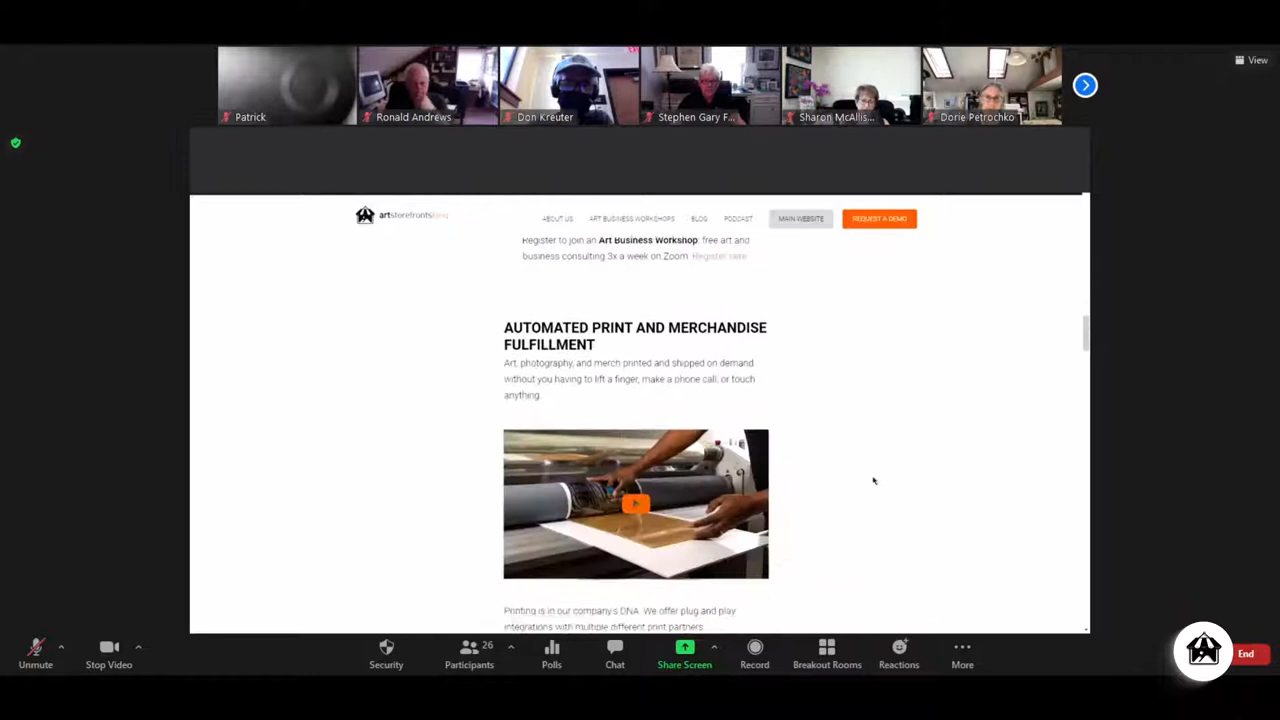 View
Patrick
Ronald Andrews
Don Kreuter
Stephen Gary F...
Sharon McAllis...
Dorie Petrochko
artstorefronts
ABOUT US
ART BUSINESS WORKSHOPS
BLOG
PODCAST
MAIN WEBSITE
REQUEST A DEMO
Register to join an Art Business Workshop: free art and
business consulting 3x a week on Zoom. Register Here
AUTOMATED PRINT AND MERCHANDISE
FULFILLMENT
Art, photography, and merch printed and shipped on demand
without you having to lift a finger, make a phone call, or touch
anything.
Printing is in our company's DNA. We offer plug and play
integrations with multiple different print partners
Unmute
Stop Video
Security
Participants
26
Polls
Chat
Share Screen
Record
Breakout Rooms
Reactions
More
End